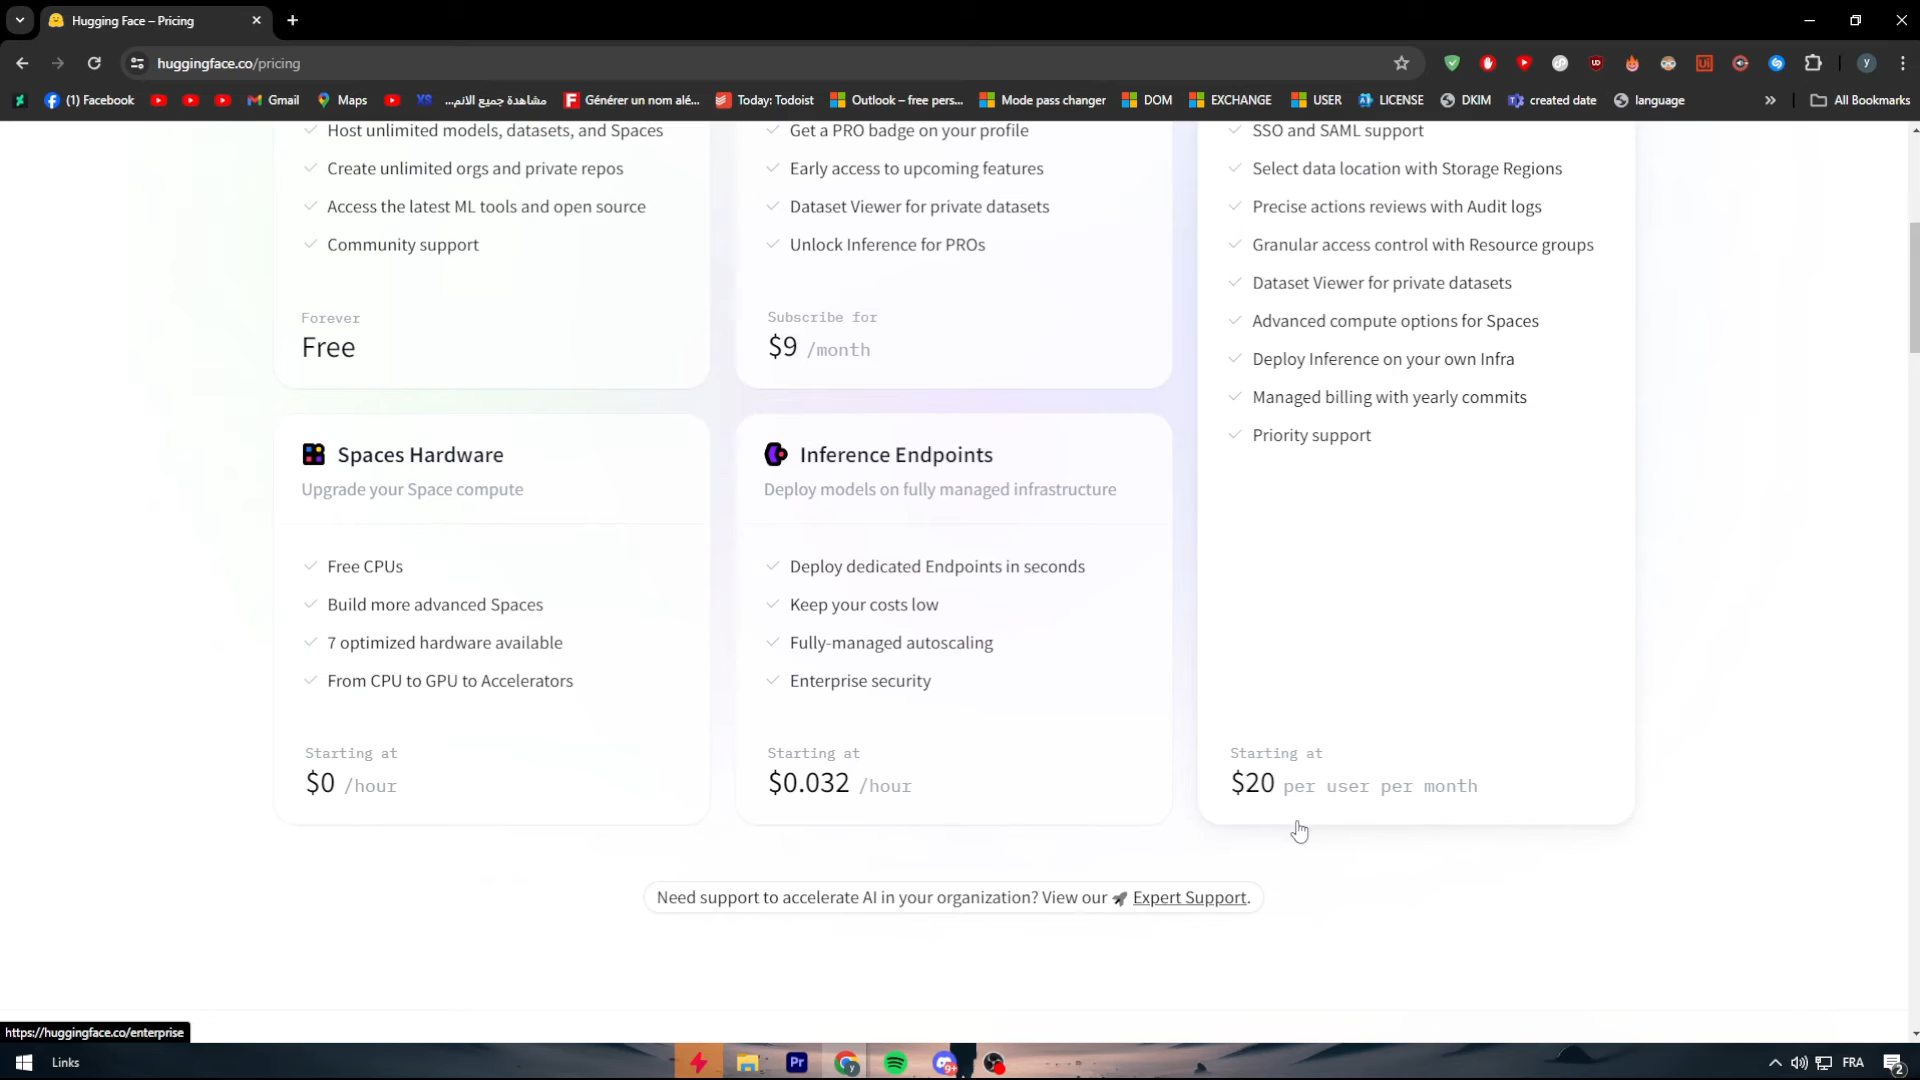 Hugging Face – Pricing
huggingface.co/pricing
(1) Facebook
Gmail
Maps
مشاهدة جميع الانم...
Générer un nom alé...
Today: Todoist
Outlook – free pers...
Mode pass changer
DOM
EXCHANGE
USER
LICENSE
DKIM
created date
language
»
All Bookmarks
Host unlimited models, datasets, and Spaces
Create unlimited orgs and private repos
Access the latest ML tools and open source
Community support
Forever
Free
Get a PRO badge on your profile
Early access to upcoming features
Dataset Viewer for private datasets
Unlock Inference for PROs
Subscribe for
$9 /month
SSO and SAML support
Select data location with Storage Regions
Precise actions reviews with Audit logs
Granular access control with Resource groups
Dataset Viewer for private datasets
Advanced compute options for Spaces
Deploy Inference on your own Infra
Managed billing with yearly commits
Priority support
Starting at
$20 per user per month
Spaces Hardware
Upgrade your Space compute
Free CPUs
Build more advanced Spaces
7 optimized hardware available
From CPU to GPU to Accelerators
Starting at
$0 /hour
Inference Endpoints
Deploy models on fully managed infrastructure
Deploy dedicated Endpoints in seconds
Keep your costs low
Fully-managed autoscaling
Enterprise security
Starting at
$0.032 /hour
Need support to accelerate AI in your organization? View our Expert Support.
https://huggingface.co/enterprise
Links
Pr
9+
FRA
2